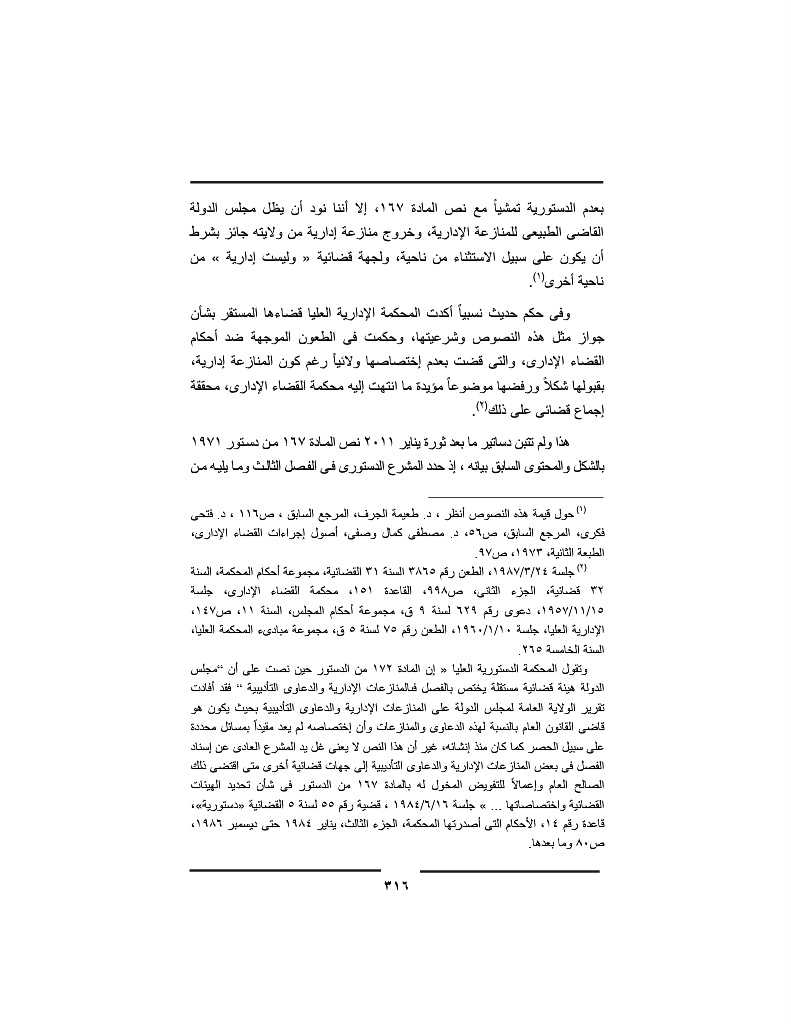 بعدم الدستورية تمشياً مع نص المادة ١٦٧، إلا أننا نود أن يظل مجلس الدولة
القاضى الطبيعى للمنازعة الإدارية، وخروج منازعة إدارية من ولايته جائز بشرط
أن يكون على سبيل الاستثناء من ناحية، ولجهة قضائية « وليست إدارية » من
ناحية أخرى(١).
وفى حكم حديث نسبياً أكدت المحكمة الإدارية العليا قضاءها المستقر بشأن
جواز مثل هذه النصوص وشرعيتها، وحكمت فى الطعون الموجهة ضد أحكام
القضاء الإدارى، والتى قضت بعدم إختصاصها ولائياً رغم كون المنازعة إدارية،
بقبولها شكلاً ورفضها موضوعاً مؤيدة ما انتهت إليه محكمة القضاء الإدارى، محققة
إجماع قضائى على ذلك(٢).
هذا ولم تتبن دساتير ما بعد ثورة يناير ٢٠١١ نص المادة ١٦٧ من دستور ١٩٧١
بالشكل والمحتوى السابق بيانه ، إذ حدد المشرع الدستورى فى الفصل الثالث وما يليه من
(١) حول قيمة هذه النصوص أنظر ، د. طعيمة الجرف، المرجع السابق ، ص١١٦ ، د. فتحى
فكرى، المرجع السابق، ص٥٦، د. مصطفى كمال وصفى، أصول إجراءات القضاء الإدارى،
الطبعة الثانية، ١٩٧٣، ص٩٧.
(٢) جلسة ١٩٨٧/٣/٢٤، الطعن رقم ٣٨٦٥ السنة ٣١ القضائية، مجموعة أحكام المحكمة، السنة
٣٢ قضائية، الجزء الثانى، ص٩٩٨، القاعدة ١٥١، محكمة القضاء الإدارى، جلسة
١٩٥٧/١١/١٥، دعوى رقم ٦٢٩ لسنة ٩ ق، مجموعة أحكام المجلس، السنة ١١، ص١٤٧،
الإدارية العليا، جلسة ١٩٦٠/١/١٠، الطعن رقم ٧٥ لسنة ٥ ق، مجموعة مبادىء المحكمة العليا،
السنة الخامسة ٢٦٥.
وتقول المحكمة الدستورية العليا « إن المادة ١٧٢ من الدستور حين نصت على أن “مجلس
الدولة هيئة قضائية مستقلة يختص بالفصل فىالمنازعات الإدارية والدعاوى التأديبية “ فقد أفادت
تقرير الولاية العامة لمجلس الدولة على المنازعات الإدارية والدعاوى التأديبية بحيث يكون هو
قاضى القانون العام بالنسبة لهذه الدعاوى والمنازعات وأن إختصاصه لم يعد مقيداً بمسائل محددة
على سبيل الحصر كما كان منذ إنشائه، غير أن هذا النص لا يعنى غل يد المشرع العادى عن إسناد
الفصل فى بعض المنازعات الإدارية والدعاوى التأديبية إلى جهات قضائية أخرى متى اقتضى ذلك
الصالح العام وإعمالاً للتفويض المخول له بالمادة ١٦٧ من الدستور فى شأن تحديد الهيئات
القضائية واختصاصاتها ... » جلسة ١٩٨٤/٦/١٦ ، قضية رقم ٥٥ لسنة ٥ القضائية «دستورية»،
قاعدة رقم ١٤، الأحكام التى أصدرتها المحكمة، الجزء الثالث، يناير ١٩٨٤ حتى ديسمبر ١٩٨٦،
ص٨٠ وما بعدها.
٣١٦